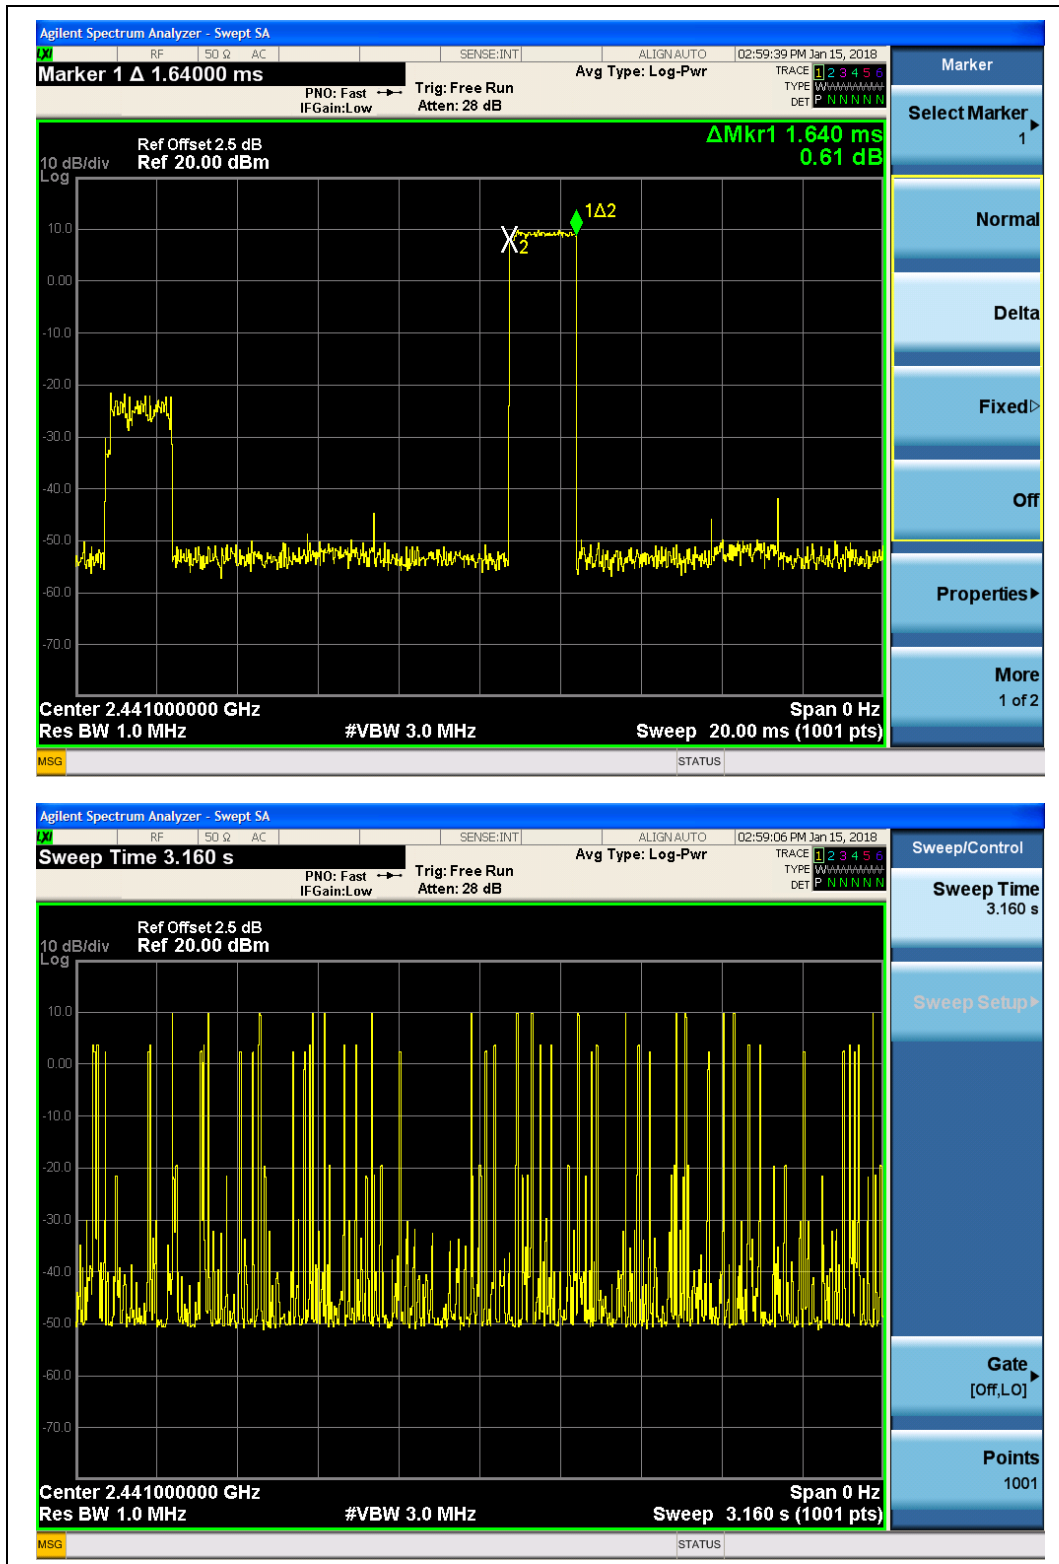 Agilent Spectrum Analyzer - Swept SA
LXI RF 50 Ω AC SENSE:INT ALIGN AUTO 02:59:39 PM Jan 15, 2018
Marker 1 Δ 1.64000 ms
PNO: Fast
IFGain:Low
Trig: Free Run
Atten: 28 dB
Avg Type: Log-Pwr
TRACE 1 2 3 4 5 6
TYPE W
DET P N N N N N
Ref Offset 2.5 dB
10 dB/div Ref 20.00 dBm
Log
ΔMkr1 1.640 ms
0.61 dB
1Δ2
2
10.0
0.00
-10.0
-20.0
-30.0
-40.0
-50.0
-60.0
-70.0
Center 2.441000000 GHz Span 0 Hz
Res BW 1.0 MHz #VBW 3.0 MHz Sweep 20.00 ms (1001 pts)
MSG STATUS
Marker
Select Marker
1
Normal
Delta
Fixed
Off
Properties
More
1 of 2
Agilent Spectrum Analyzer - Swept SA
LXI RF 50 Ω AC SENSE:INT ALIGN AUTO 02:59:06 PM Jan 15, 2018
Sweep Time 3.160 s
PNO: Fast
IFGain:Low
Trig: Free Run
Atten: 28 dB
Avg Type: Log-Pwr
TRACE 1 2 3 4 5 6
TYPE W
DET P N N N N N
Ref Offset 2.5 dB
10 dB/div Ref 20.00 dBm
Log
10.0
0.00
-10.0
-20.0
-30.0
-40.0
-50.0
-60.0
-70.0
Center 2.441000000 GHz Span 0 Hz
Res BW 1.0 MHz #VBW 3.0 MHz Sweep 3.160 s (1001 pts)
MSG STATUS
Sweep/Control
Sweep Time
3.160 s
Sweep Setup
Gate
[Off,LO]
Points
1001